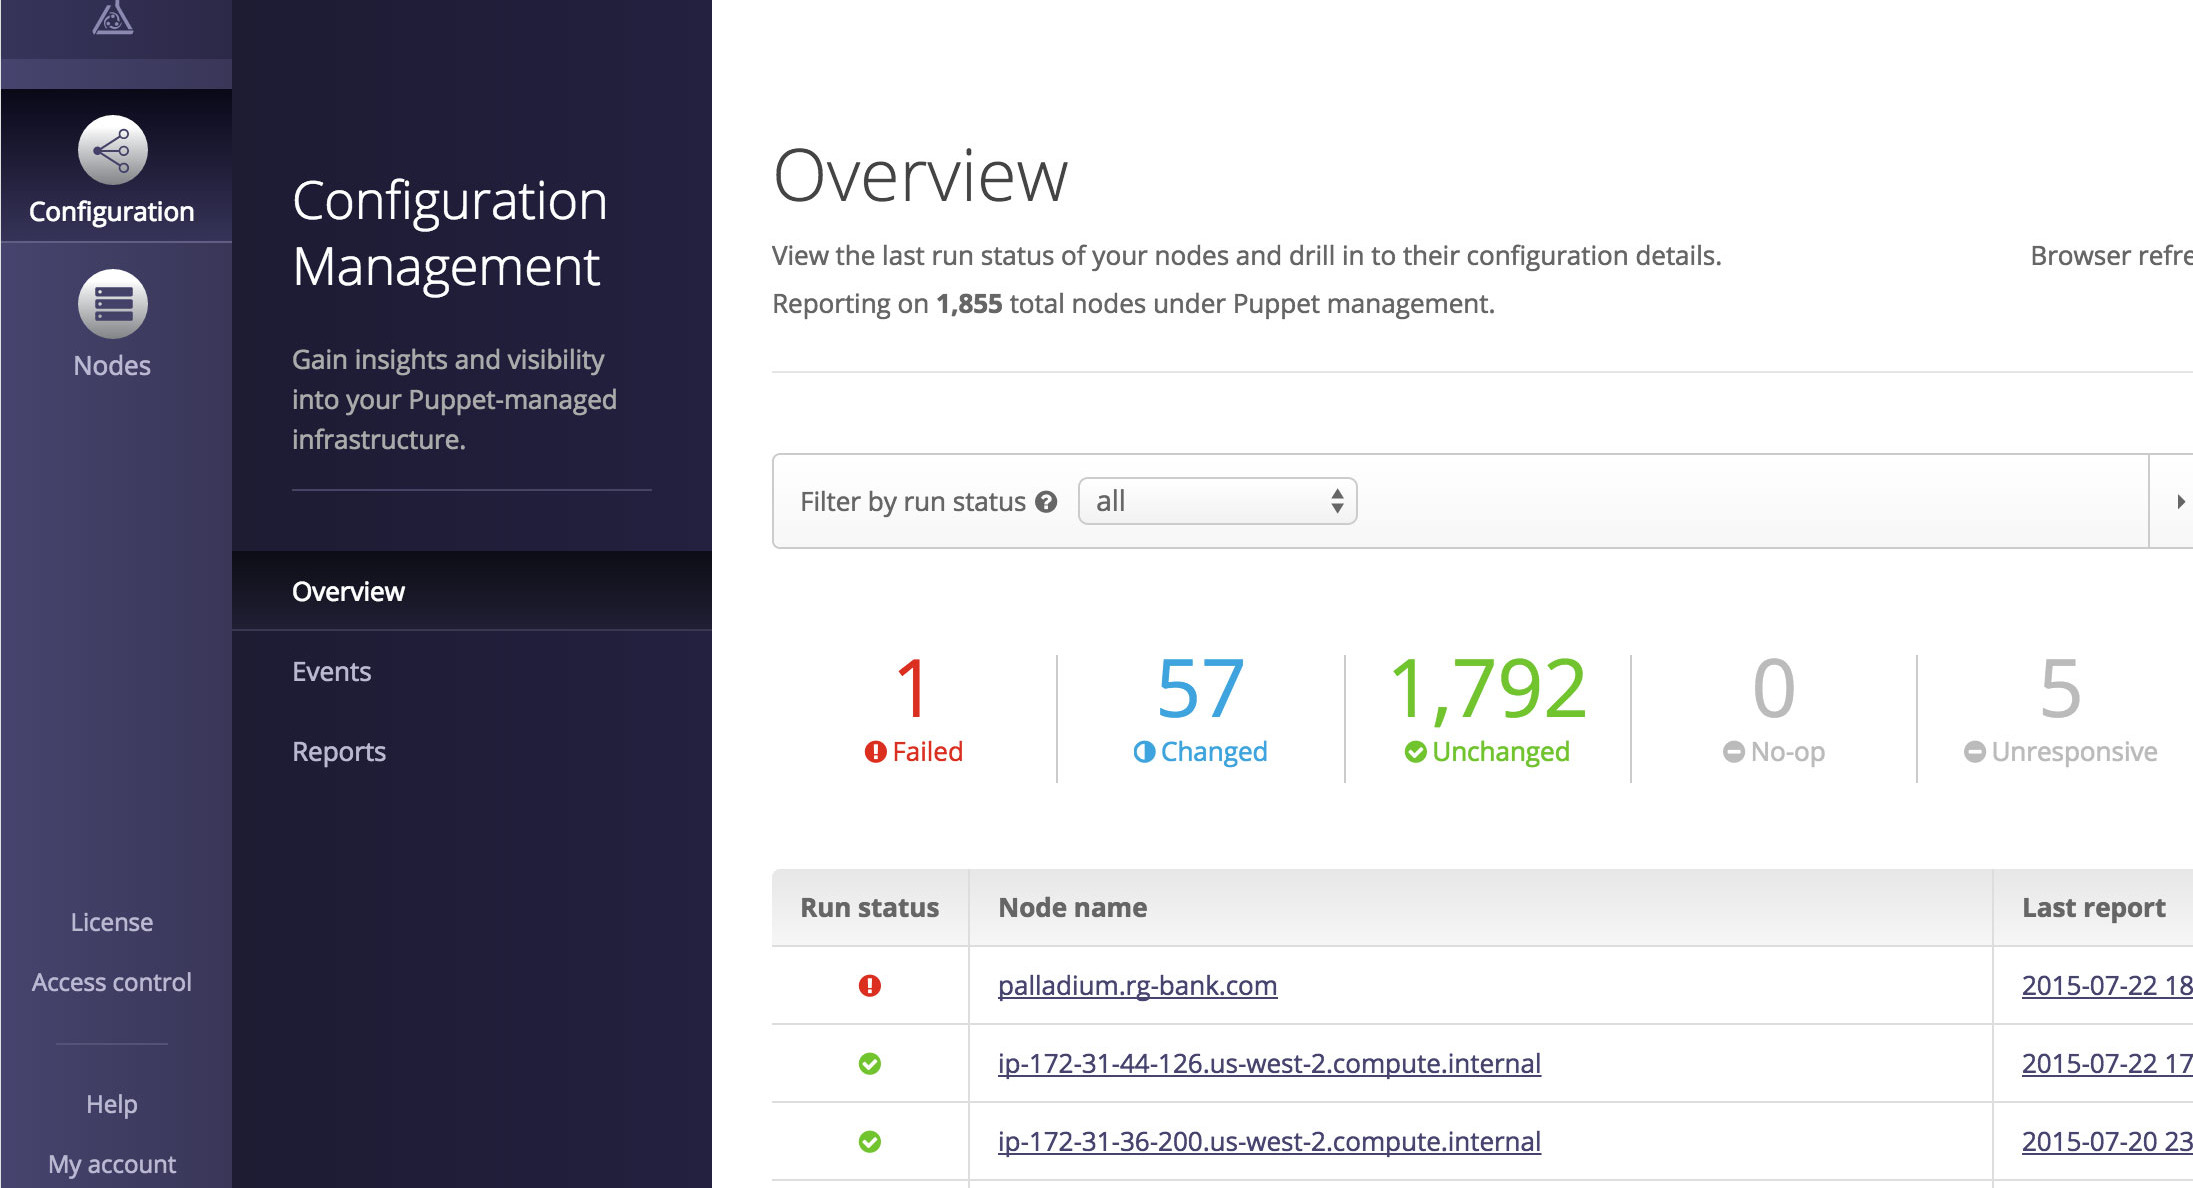 Configuration
Nodes
License
Access control
Help
My account
Configuration
Management
Gain insights and visibility
into your Puppet-managed
infrastructure.
Overview
Events
Reports
Overview
View the last run status of your nodes and drill in to their configuration details.
Browser refre
Reporting on 1,855 total nodes under Puppet management.
Filter by run status
all
1
Failed
57
Changed
1,792
Unchanged
0
No-op
5
Unresponsive
Run status Node name Last report
palladium.rg-bank.com 2015-07-22 18
ip-172-31-44-126.us-west-2.compute.internal 2015-07-22 17
ip-172-31-36-200.us-west-2.compute.internal 2015-07-20 23